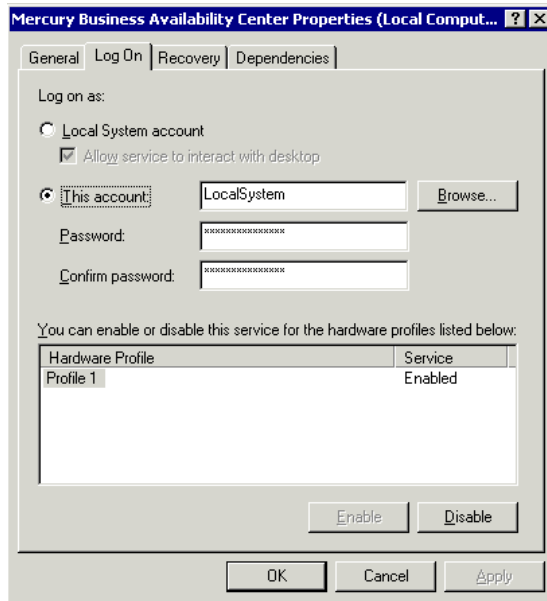 Mercury Business Availability Center Properties (Local Comput... ? X
General Log On Recovery Dependencies
Log on as:
Local System account
Allow service to interact with desktop
This account: LocalSystem Browse...
Password: ***************
Confirm password: ***************
You can enable or disable this service for the hardware profiles listed below:
Hardware Profile Service
Profile 1 Enabled
Enable Disable
OK Cancel Apply